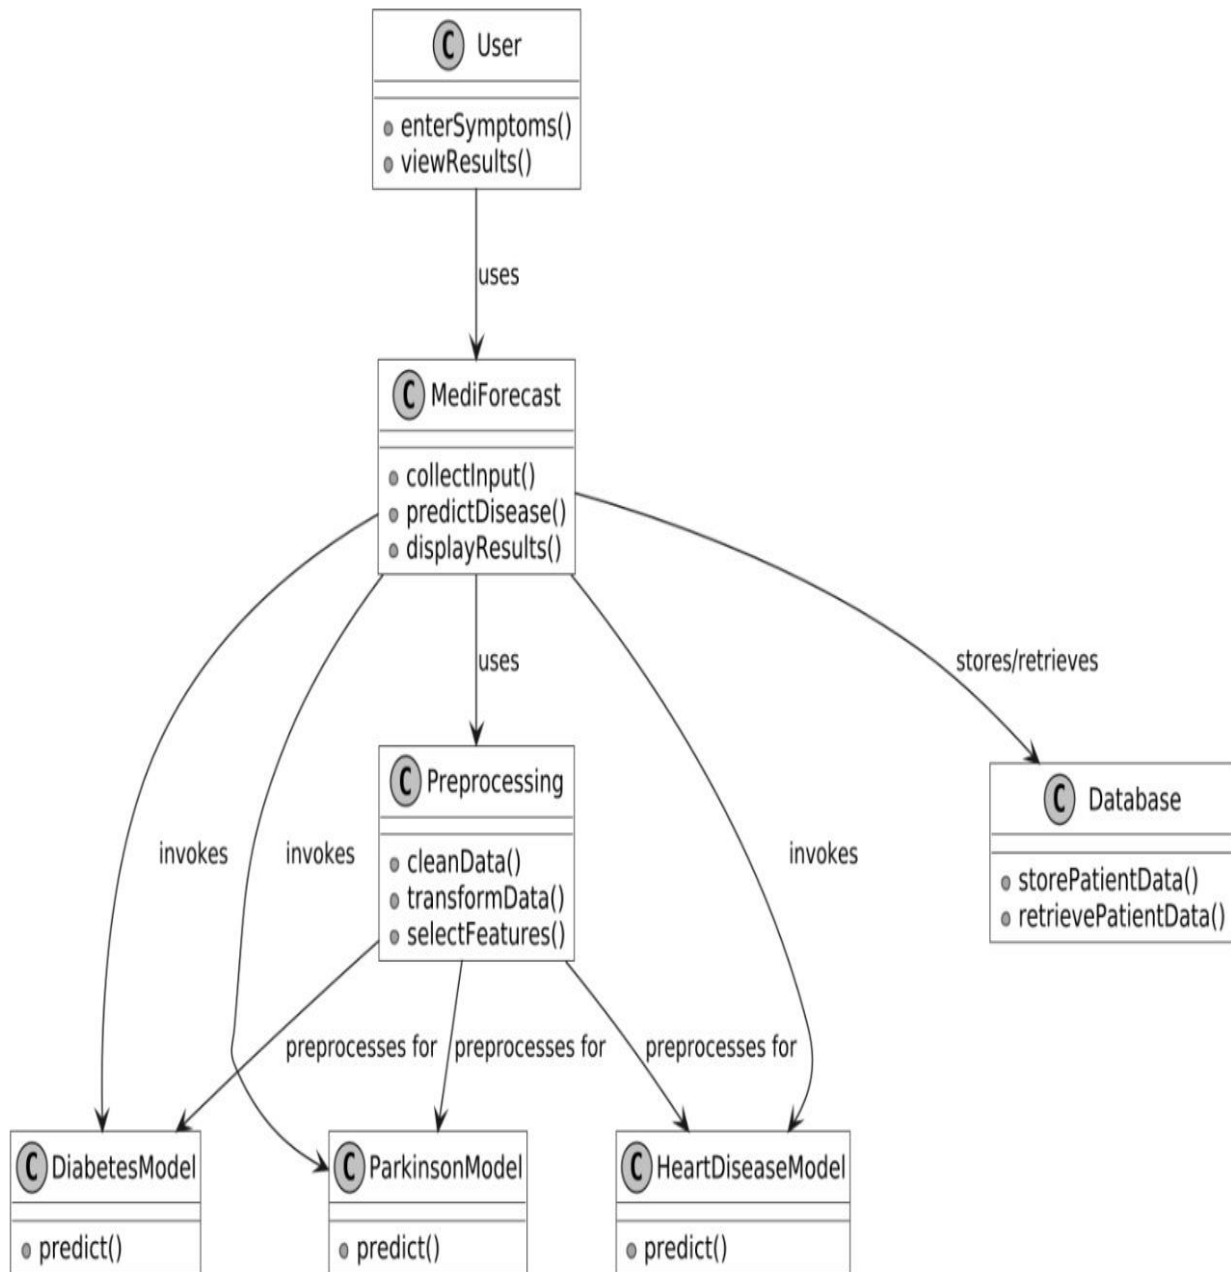 C User
enterSymptoms()
viewResults()
uses
C MediForecast
collectInput()
predictDisease()
displayResults()
uses
stores/retrieves
C Preprocessing
cleanData()
transformData()
selectFeatures()
C Database
storePatientData()
retrievePatientData()
invokes
invokes
invokes
preprocesses for
preprocesses for
preprocesses for
C DiabetesModel
predict()
C ParkinsonModel
predict()
C HeartDiseaseModel
predict()